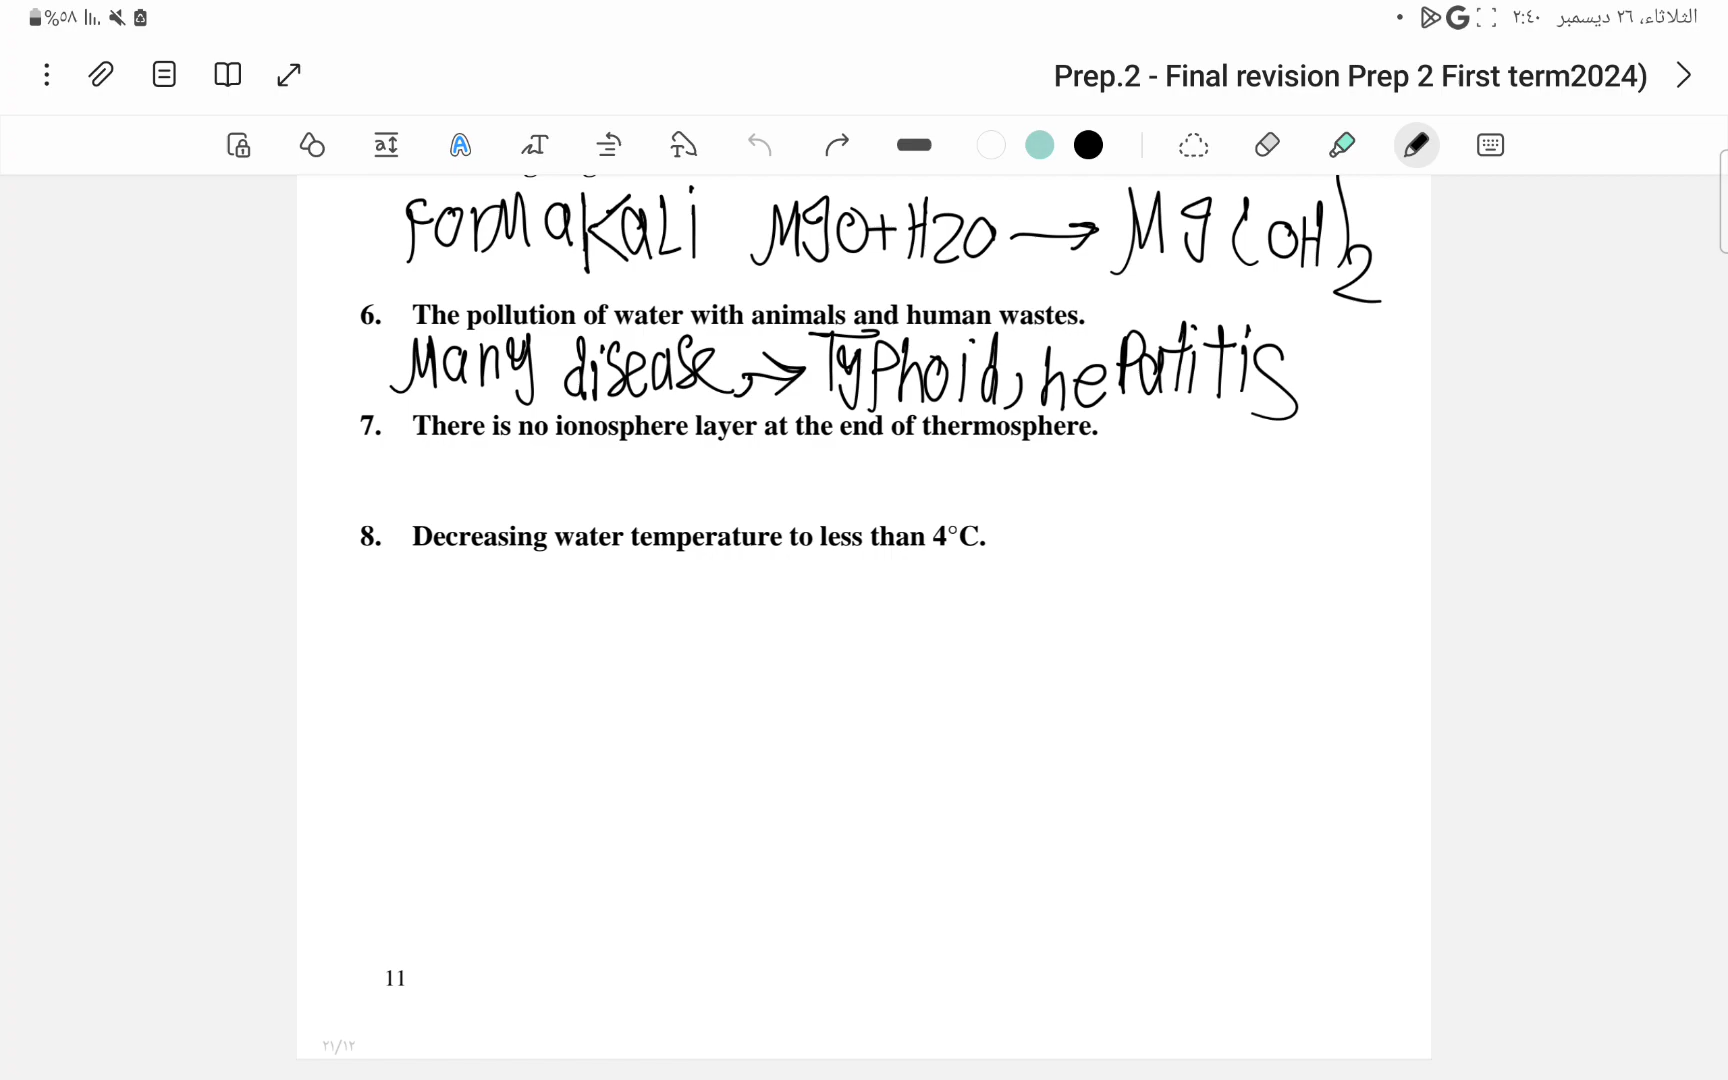 %٥٨
الثلاثاء، ٢٦ ديسمبر ٢:٤٠
Prep.2 - Final revision Prep 2 First term2024)
Form aKaLi MgO+H2O → Mg(OH)2
6. The pollution of water with animals and human wastes.
Many disease, → Typhoid, hepatitis
7. There is no ionosphere layer at the end of thermosphere.
8. Decreasing water temperature to less than 4°C.
11
٢١/١٢